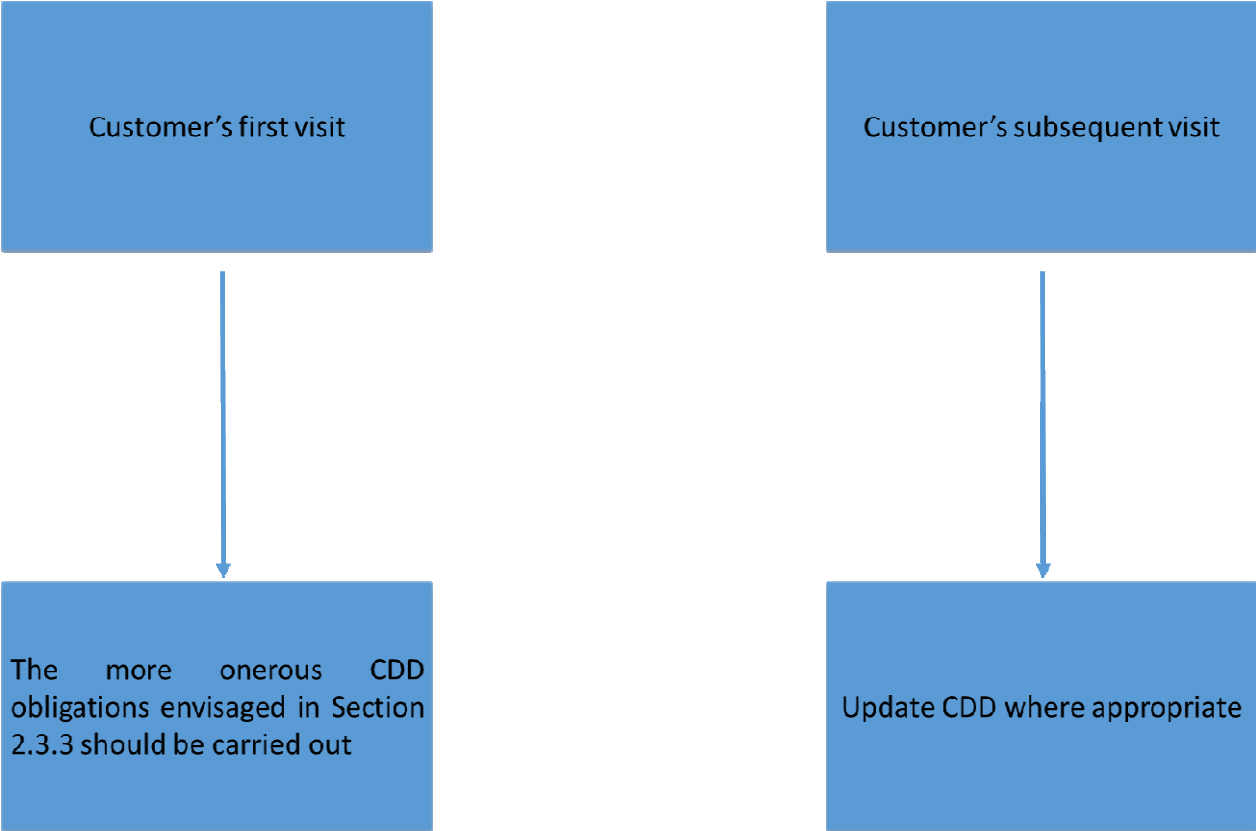 Customer’s first visit
Customer’s subsequent visit
The more onerous CDD
obligations envisaged in Section
2.3.3 should be carried out
Update CDD where appropriate